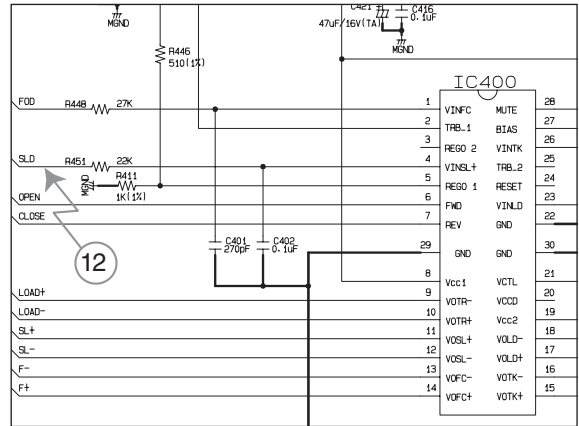 C421
C416
47uF/16V(TA)
0.1uF
MGND
MGND
R446
510(1%)
IC400
FOD
R448
27K
1
VINFC
MUTE
28
2
TRB_1
BIAS
27
3
REGO 2
VINTK
26
SLD
R451
22K
4
VINSL+
TRB_2
25
MGND
R411
1K(1%)
5
REGO 1
RESET
24
OPEN
6
FWD
VINLD
23
CLOSE
7
REV
GND
22
12
C401
270pF
C402
0.1uF
29
GND
GND
30
8
Vcc1
VCTL
21
LOAD+
9
VOTR-
VCCD
20
LOAD-
10
VOTR+
Vcc2
19
SL+
11
VOSL+
VOLD-
18
SL-
12
VOSL-
VOLD+
17
F-
13
VOFC-
VOTK-
16
F+
14
VOFC+
VOTK+
15